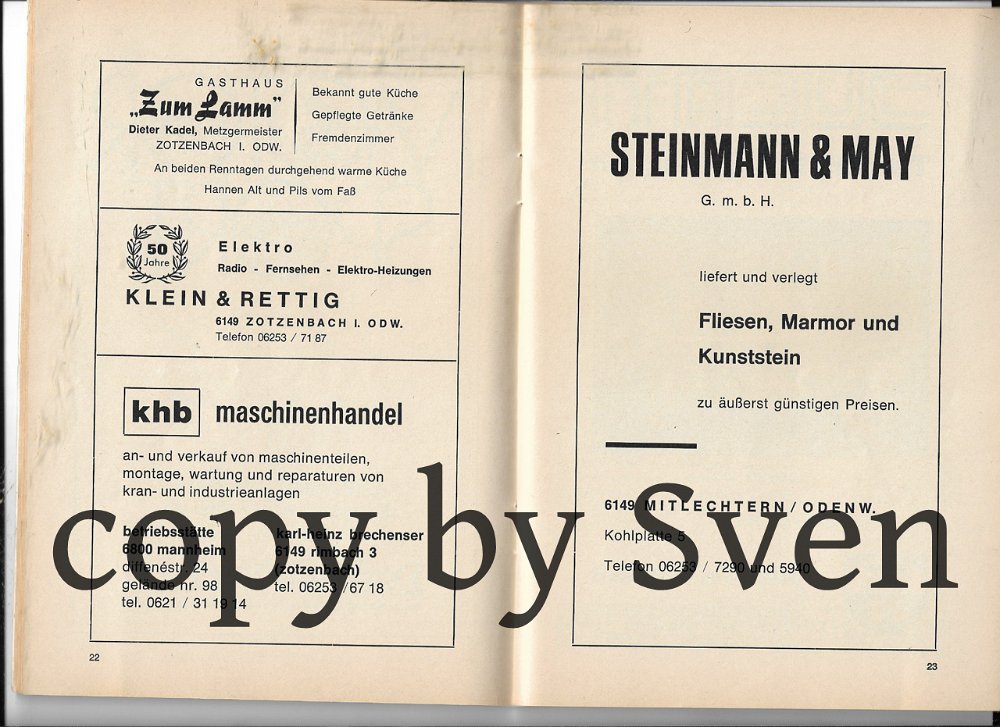 GASTHAUS
„Zum Lamm"
Dieter Kadel, Metzgermeister
ZOTZENBACH I. ODW.
Bekannt gute Küche
Gepflegte Getränke
Fremdenzimmer
An beiden Renntagen durchgehend warme Küche
Hannen Alt und Pils vom Faß
50
Jahre
Elektro
Radio - Fernsehen - Elektro-Heizungen
KLEIN & RETTIG
6149 ZOTZENBACH I. ODW.
Telefon 06253 / 71 87
khb maschinenhandel
an- und verkauf von maschinenteilen,
montage, wartung und reparaturen von
kran- und industrieanlagen
betriebsstätte
6800 mannheim
diffenéstr. 24
gelände nr. 98
tel. 0621 / 31 19 14
karl-heinz brechenser
6149 rimbach 3
(zotzenbach)
tel. 06253 / 67 18
22
STEINMANN & MAY
G. m. b. H.
liefert und verlegt
Fliesen, Marmor und
Kunststein
zu äußerst günstigen Preisen.
6149 MITLECHTERN / ODENW.
Kohlplatte 5
Telefon 06253 / 7290 und 5940
23
copy by Sven